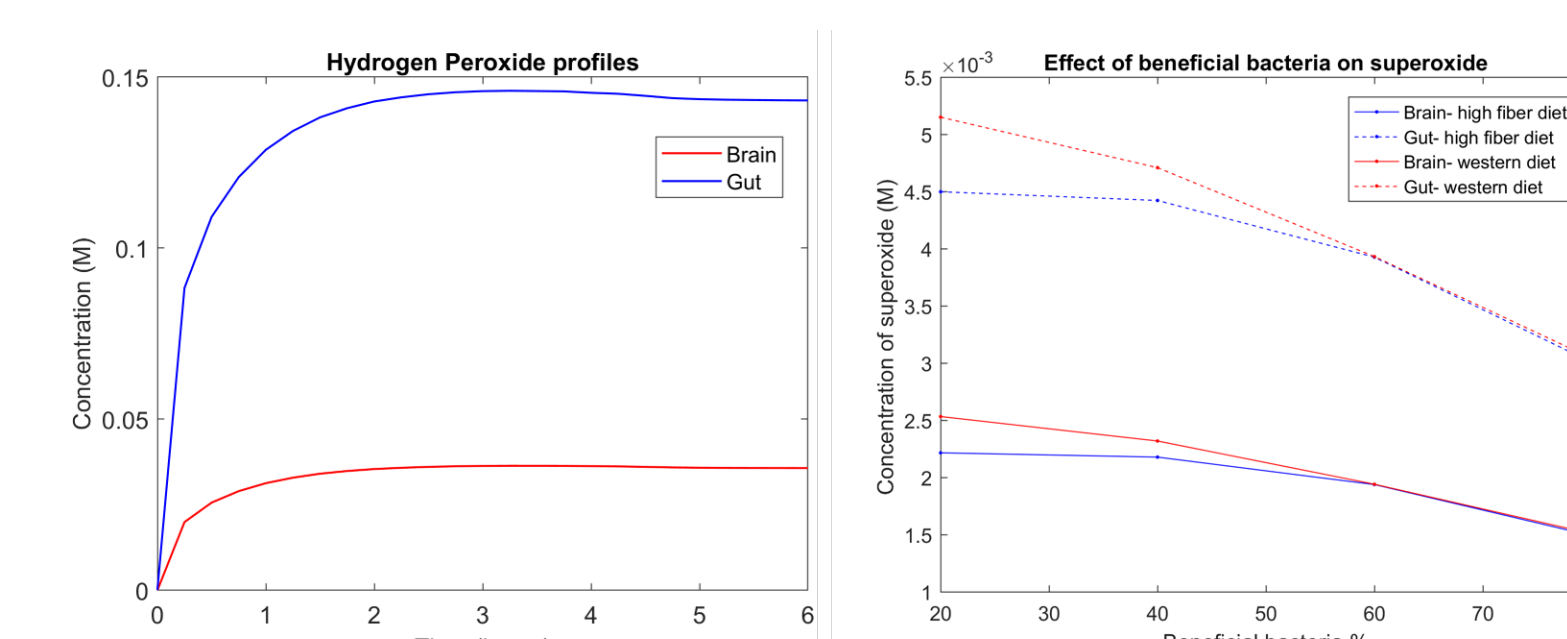 Hydrogen Peroxide profiles
0.15
0.1
0.05
0
Concentration (M)
Brain
Gut
0 1 2 3 4 5 6
Effect of beneficial bacteria on superoxide
×10-3
5.5
5
4.5
4
3.5
3
2.5
2
1.5
1
Concentration of superoxide (M)
Brain- high fiber diet
Gut- high fiber diet
Brain- western diet
Gut- western diet
20 30 40 50 60 70
Beneficial bacteria %